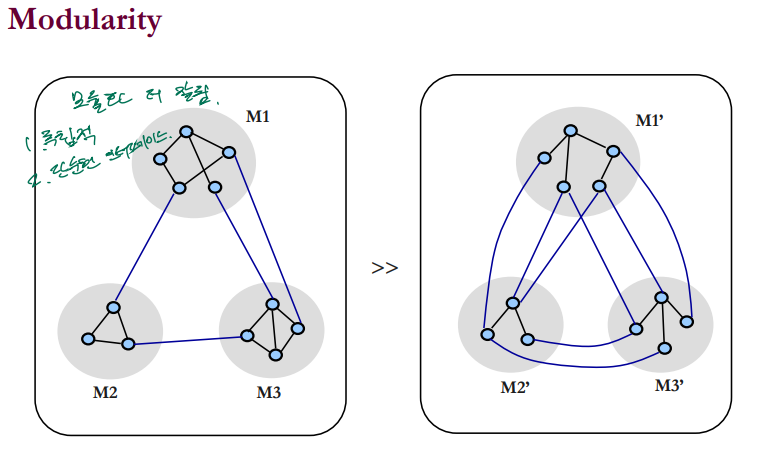 Modularity
모듈화 더 잘됨.
1. 독립적
2. 단순한 인터페이스.
M1
M2
M3
>>
M1’
M2’
M3’